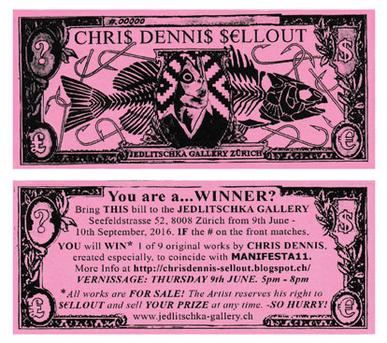 #.00000
CHRI$ DENNI$ $€LLOUT
? $
JEDLITSCHKA GALLERY ZÜRICH
£ €
You are a...WINNER?
Bring THIS bill to the JEDLITSCHKA GALLERY
Seefeldstrasse 52, 8008 Zürich from 9th June -
10th September, 2016. IF the # on the front matches.
YOU will WIN* 1 of 9 original works by CHRIS DENNIS.
created especially, to coincide with MANIFESTA11.
More Info at http://chrisdennis-sellout.blogspot.ch/
VERNISSAGE: THURSDAY 9th JUNE. 5pm - 8pm
*All works are FOR SALE! The Artist reserves his right to
$€LLOUT and sell YOUR PRIZE at any time. -SO HURRY!
www.jedlitschka-gallery.ch
? $
£ €